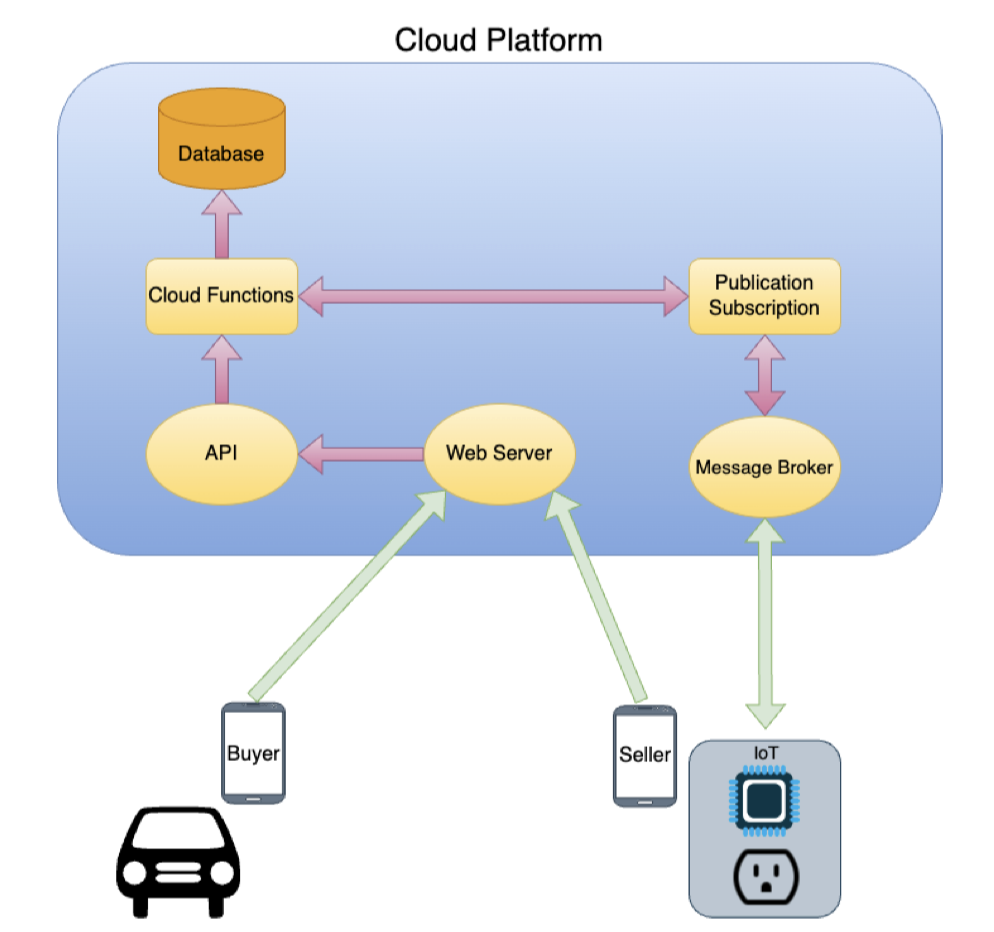 Cloud Platform
Database
Cloud Functions
Publication
Subscription
API
Web Server
Message Broker
Buyer
Seller
IoT